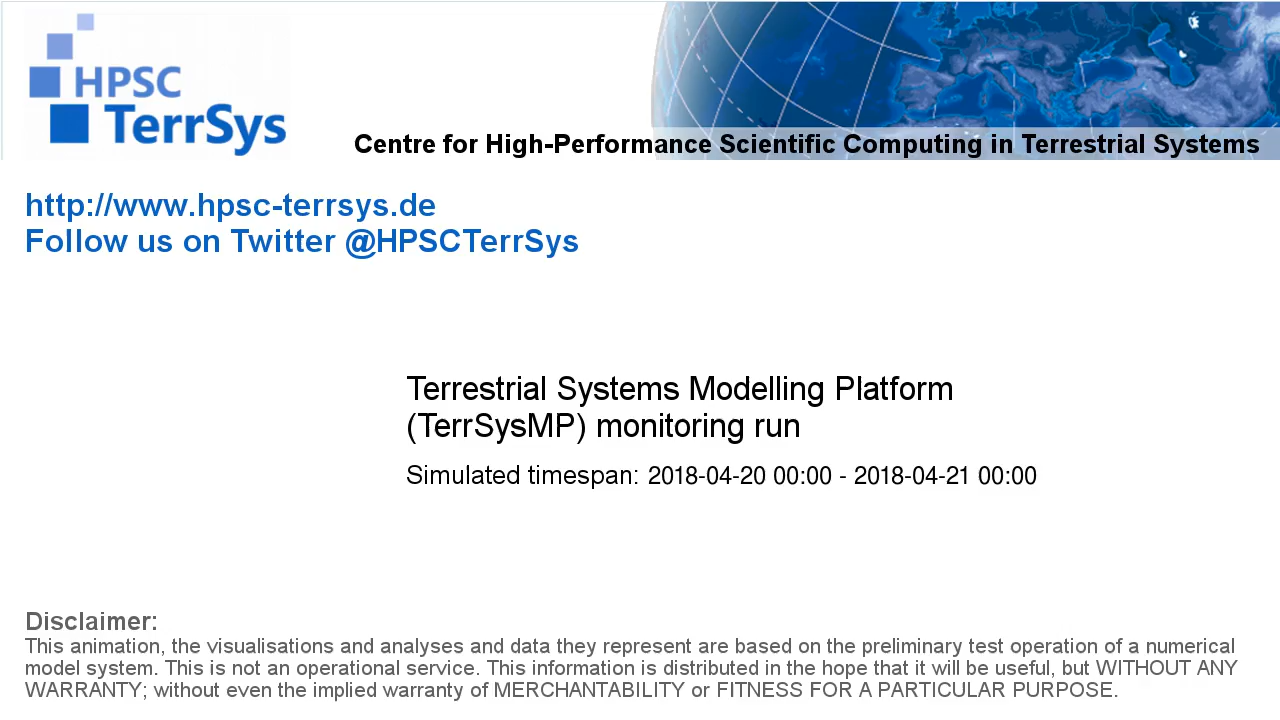 HPSC
TerrSys
Centre for High-Performance Scientific Computing in Terrestrial Systems
http://www.hpsc-terrsys.de
Follow us on Twitter @HPSCTerrSys
Terrestrial Systems Modelling Platform
(TerrSysMP) monitoring run
Simulated timespan: 2018-04-20 00:00 - 2018-04-21 00:00
Disclaimer:
This animation, the visualisations and analyses and data they represent are based on the preliminary test operation of a numerical
model system. This is not an operational service. This information is distributed in the hope that it will be useful, but WITHOUT ANY
WARRANTY; without even the implied warranty of MERCHANTABILITY or FITNESS FOR A PARTICULAR PURPOSE.